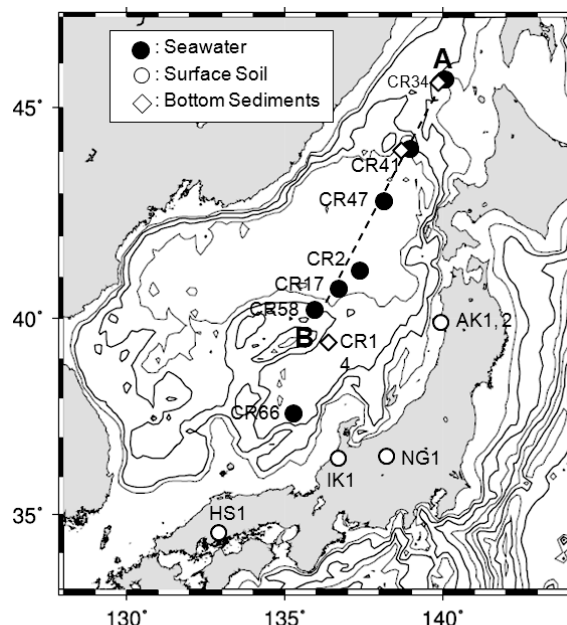 ● : Seawater
○ : Surface Soil
◇ : Bottom Sediments
A
CR34
45°
CR41
CR47
CR2
CR17
CR58
40°
AK1, 2
B
CR1
4
CR66
NG1
IK1
35°
HS1
130°
135°
140°